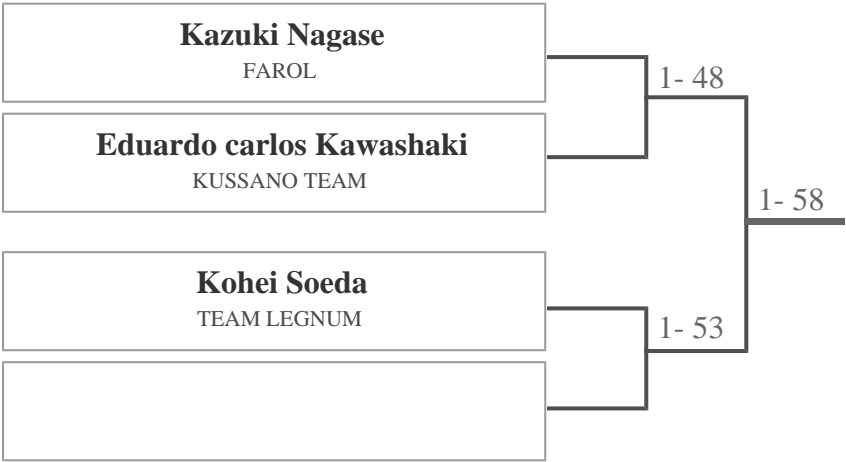 Kazuki Nagase
FAROL
1- 48
Eduardo carlos Kawashaki
KUSSANO TEAM
1- 58
Kohei Soeda
TEAM LEGNUM
1- 53